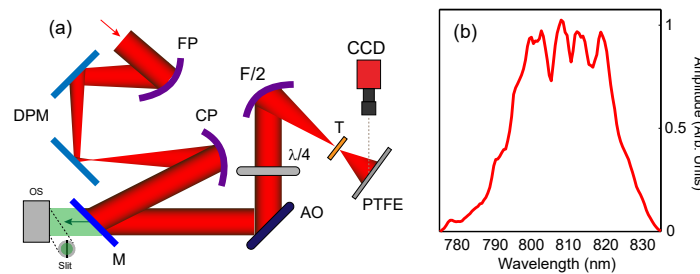 (a)
FP
DPM
CP
F/2
CCD
T
λ/4
PTFE
AO
OS
M
Slit
(b)
1
0.5
0
Amplitude (Arb. Units)
780
790
800
810
820
830
Wavelength (nm)